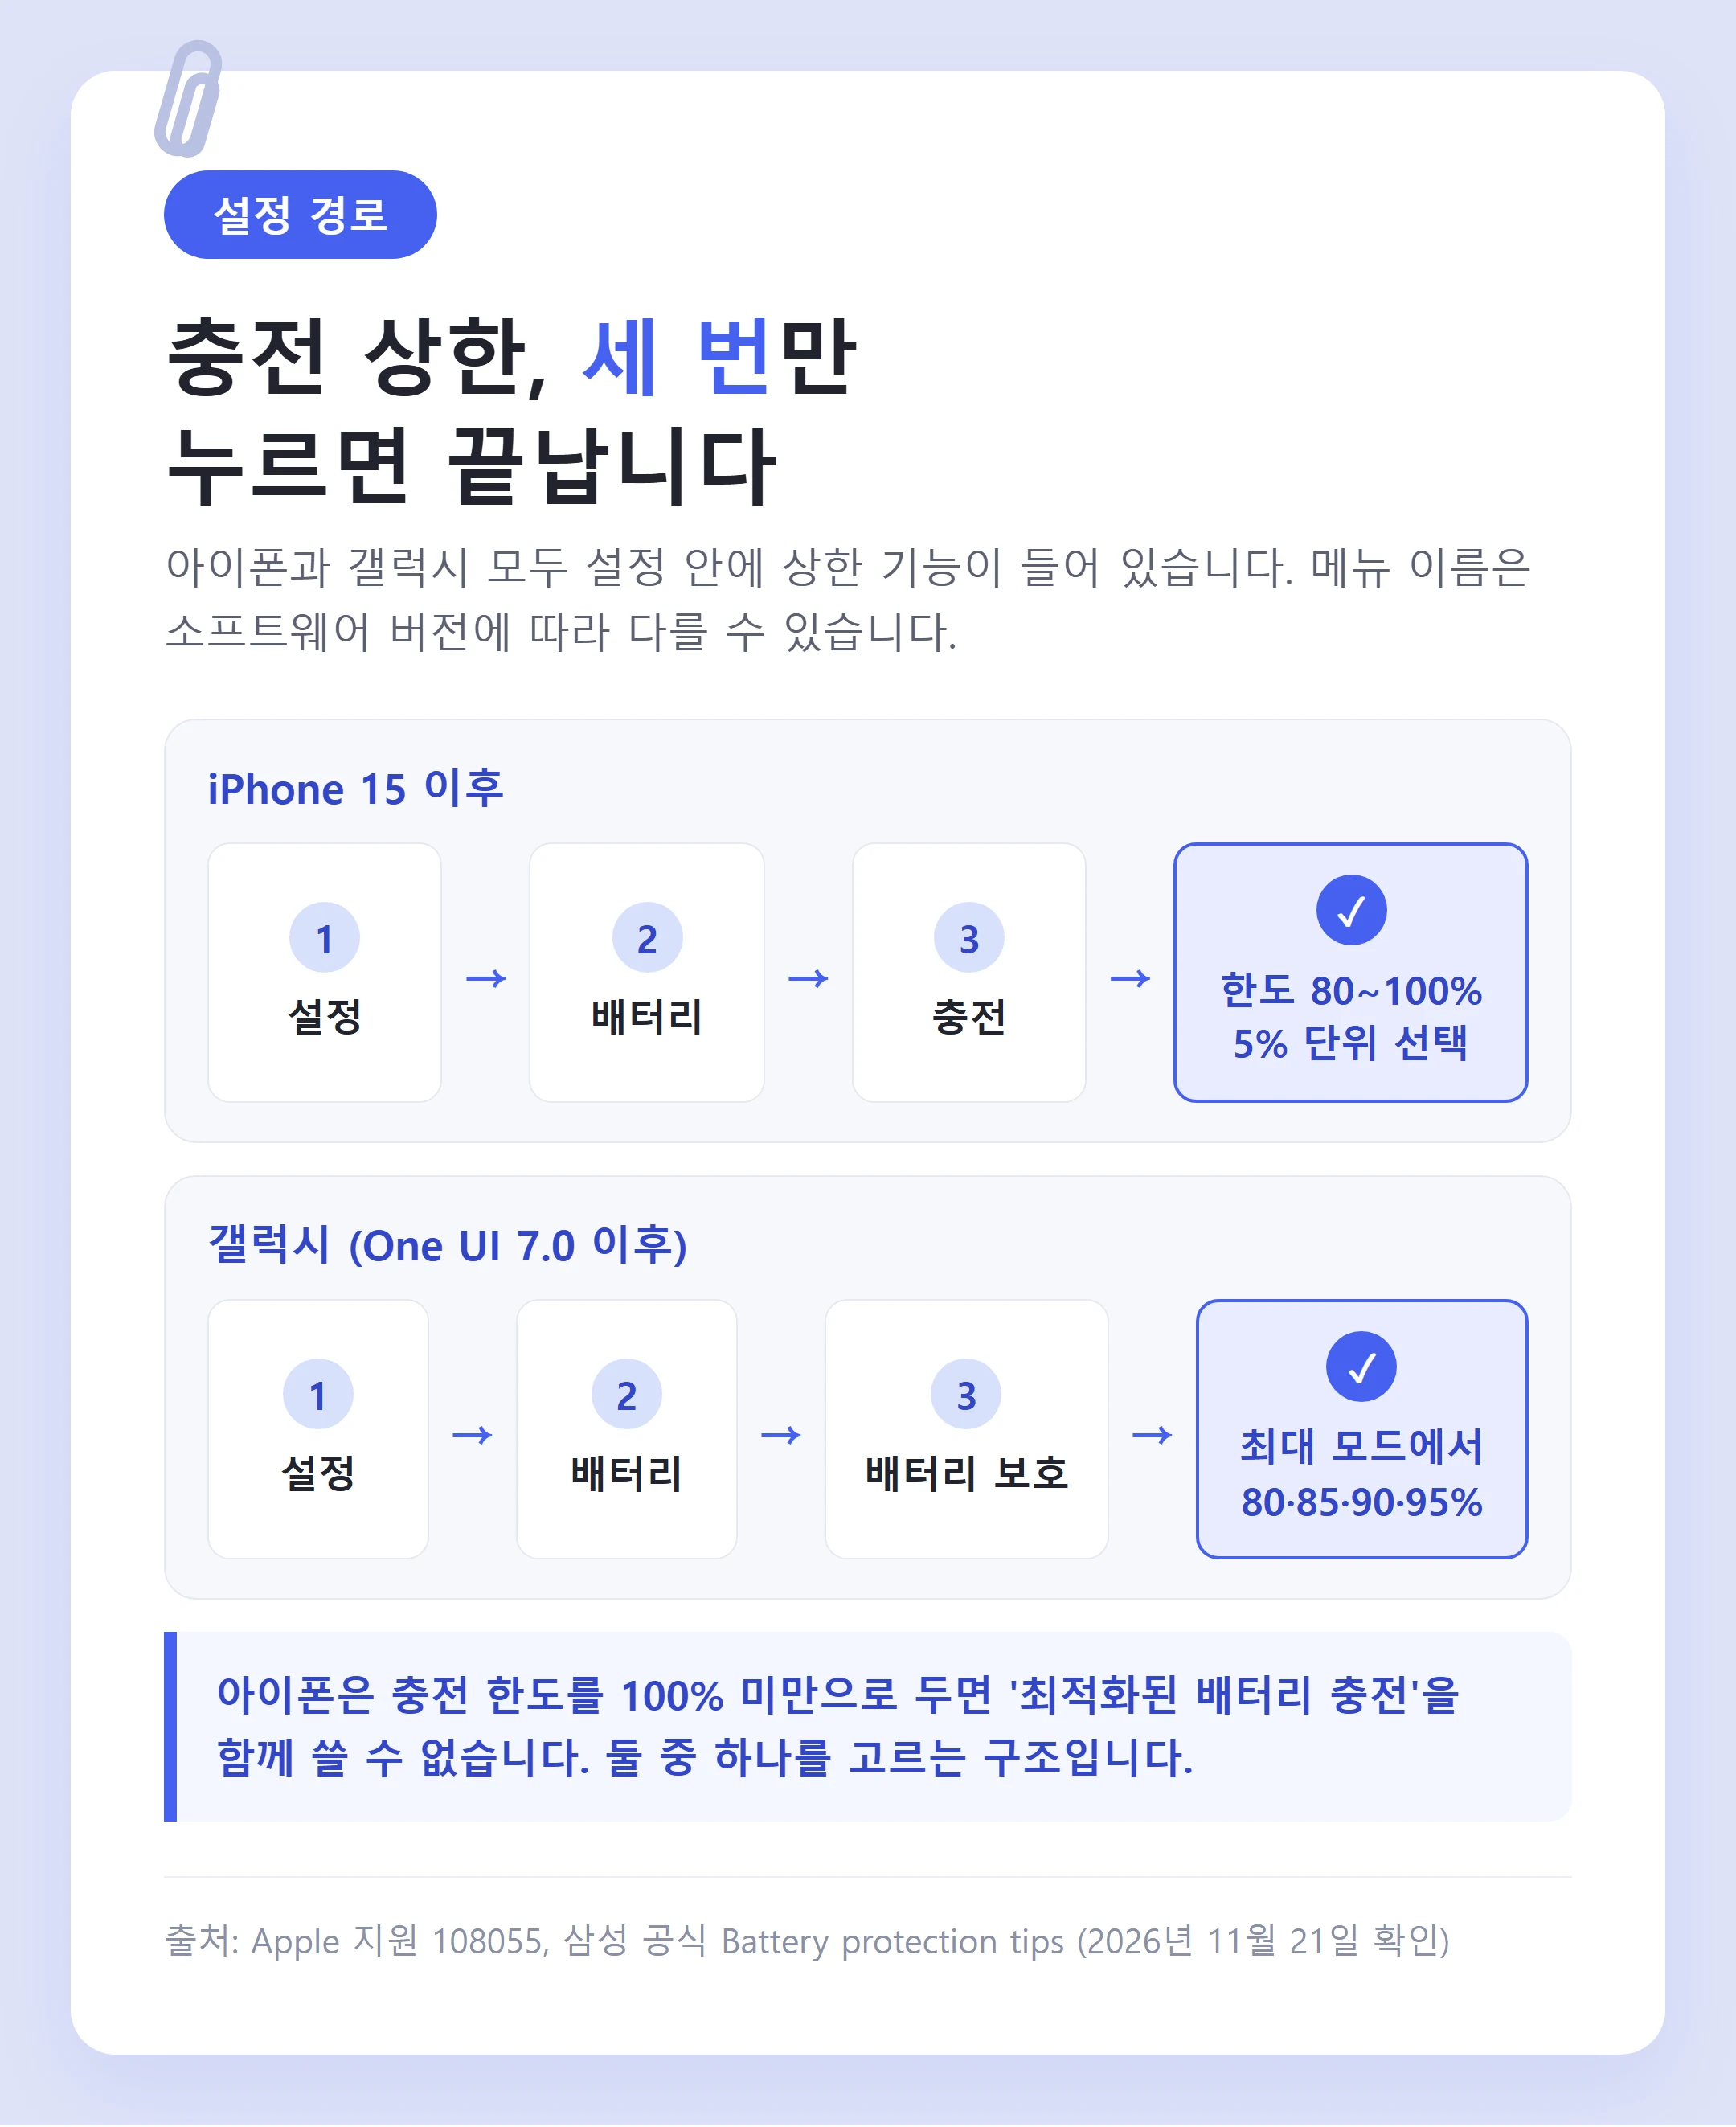 설정 경로
충전 상한, 세 번만
누르면 끝납니다
아이폰과 갤럭시 모두 설정 안에 상한 기능이 들어 있습니다. 메뉴 이름은
소프트웨어 버전에 따라 다를 수 있습니다.
iPhone 15 이후
1
설정
→
2
배터리
→
3
충전
→
✓
한도 80~100%
5% 단위 선택
갤럭시 (One UI 7.0 이후)
1
설정
→
2
배터리
→
3
배터리 보호
→
✓
최대 모드에서
80·85·90·95%
아이폰은 충전 한도를 100% 미만으로 두면 '최적화된 배터리 충전'을
함께 쓸 수 없습니다. 둘 중 하나를 고르는 구조입니다.
출처: Apple 지원 108055, 삼성 공식 Battery protection tips (2026년 11월 21일 확인)